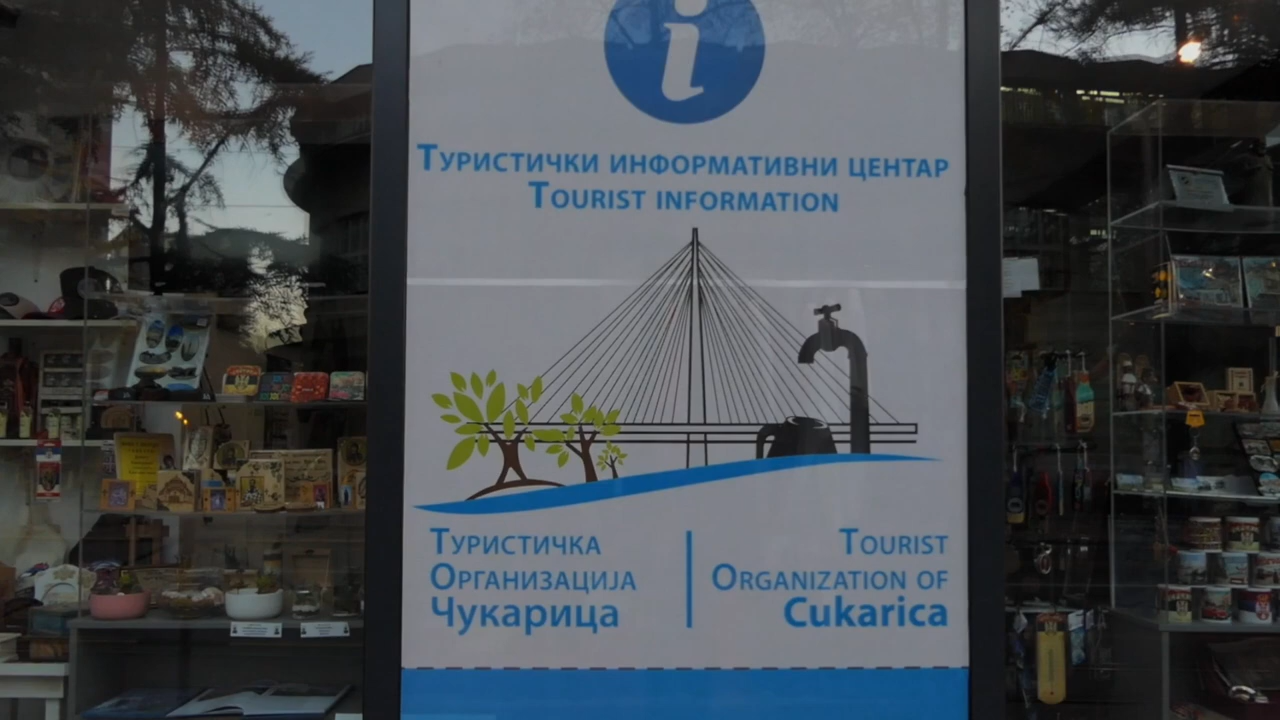 i
Туристички информативни центар
Tourist information
Туристичка
Организација
Чукарица
Tourist
Organization of
Cukarica